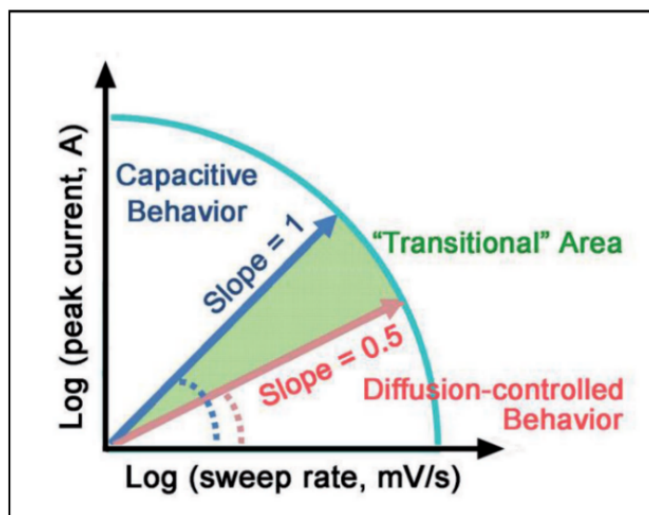 Log (peak current, A)
Capacitive
Behavior
Slope = 1
"Transitional" Area
Slope = 0.5
Diffusion-controlled
Behavior
Log (sweep rate, mV/s)